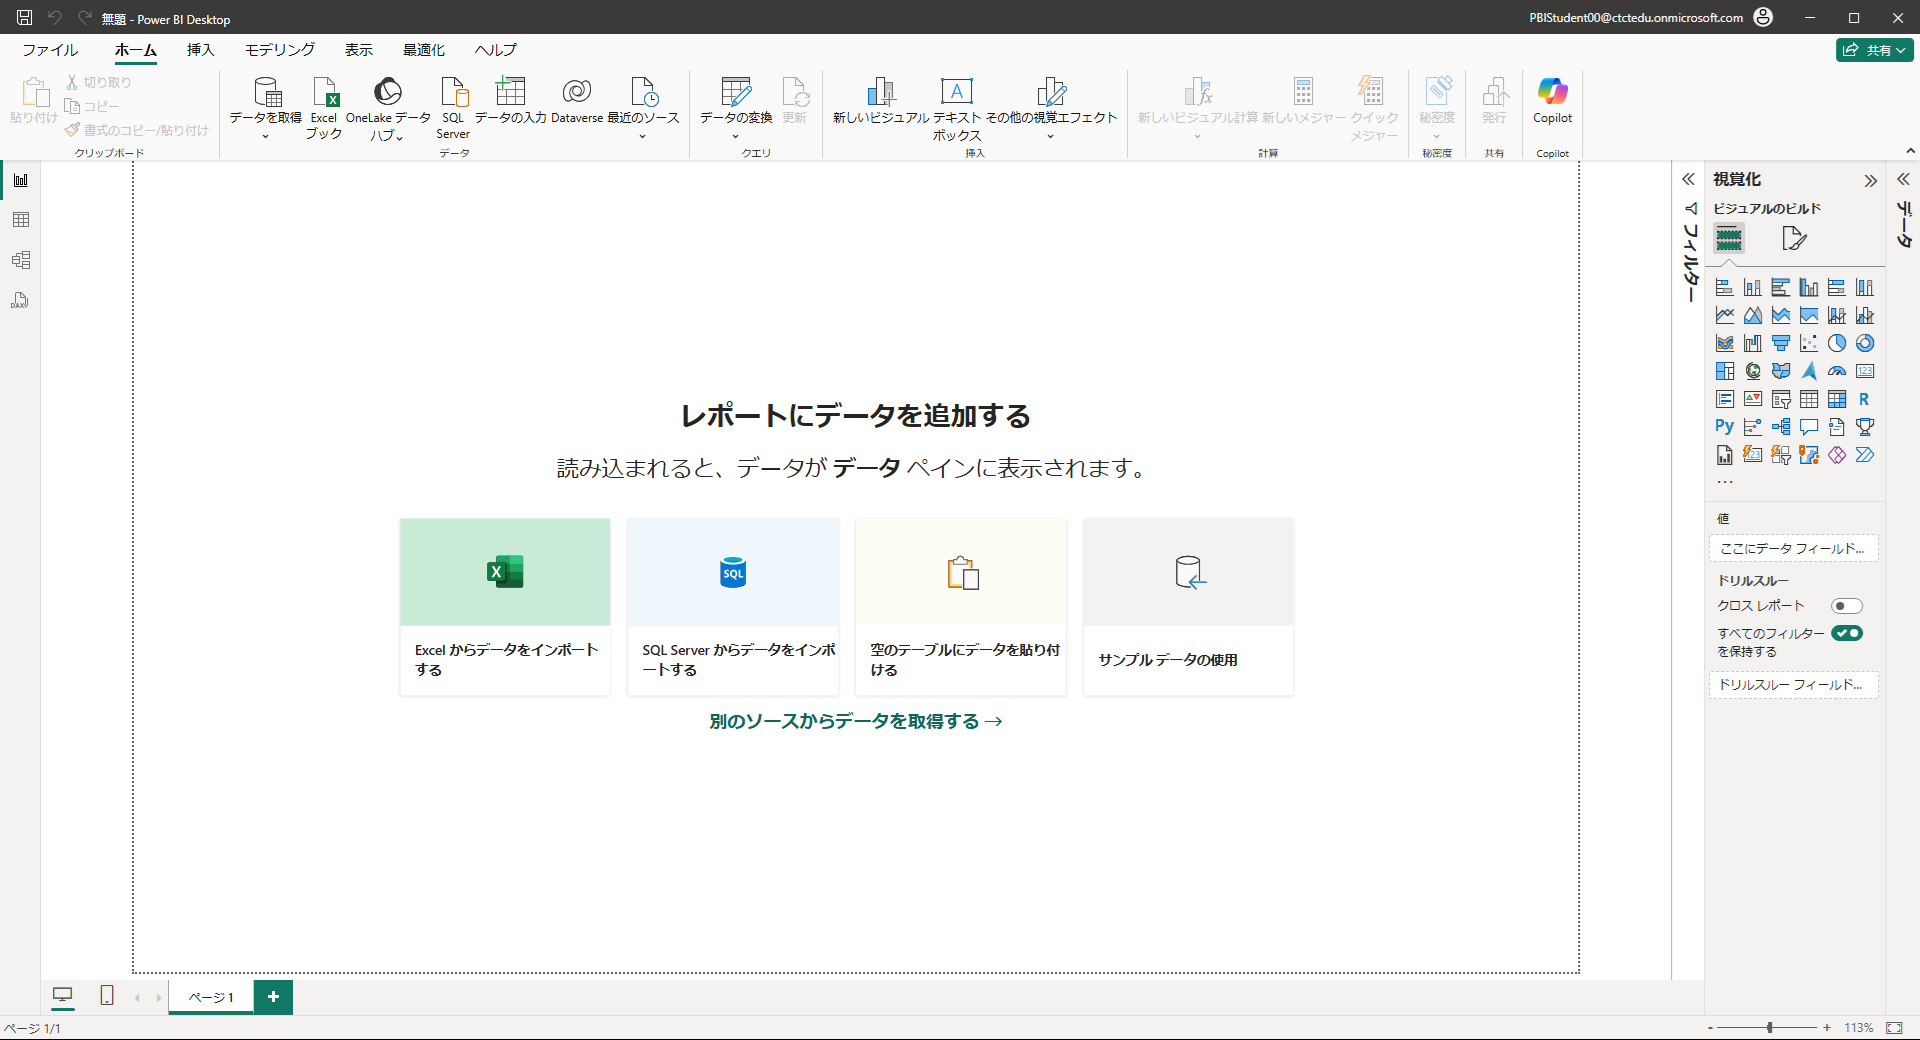 無題 - Power BI Desktop
PBIStudent00@ctctedu.onmicrosoft.com
ファイル
ホーム
挿入
モデリング
表示
最適化
ヘルプ
共有
貼り付け
切り取り
コピー
書式のコピー/貼り付け
クリップボード
データを取得
Excel
ブック
OneLake データ
ハブ
SQL
Server
データの入力
Dataverse
最近のソース
データ
データの変換
更新
クエリ
新しいビジュアル
テキスト
ボックス
その他の視覚エフェクト
挿入
新しいビジュアル計算
新しいメジャー
クイック
メジャー
計算
秘密度
秘密度
発行
共有
Copilot
Copilot
DAX
レポートにデータを追加する
読み込まれると、データが データ ペインに表示されます。
SQL
Excel からデータをインポート
する
SQL Server からデータをインポ
ートする
空のテーブルにデータを貼り付
ける
サンプル データの使用
別のソースからデータを取得する →
フィルター
視覚化
ビジュアルのビルド
123
R
Py
123
...
値
ここにデータ フィールド...
ドリルスルー
クロス レポート
すべてのフィルター
を保持する
ドリルスルー フィールド...
データ
ページ 1
ページ 1/1
- + 113%